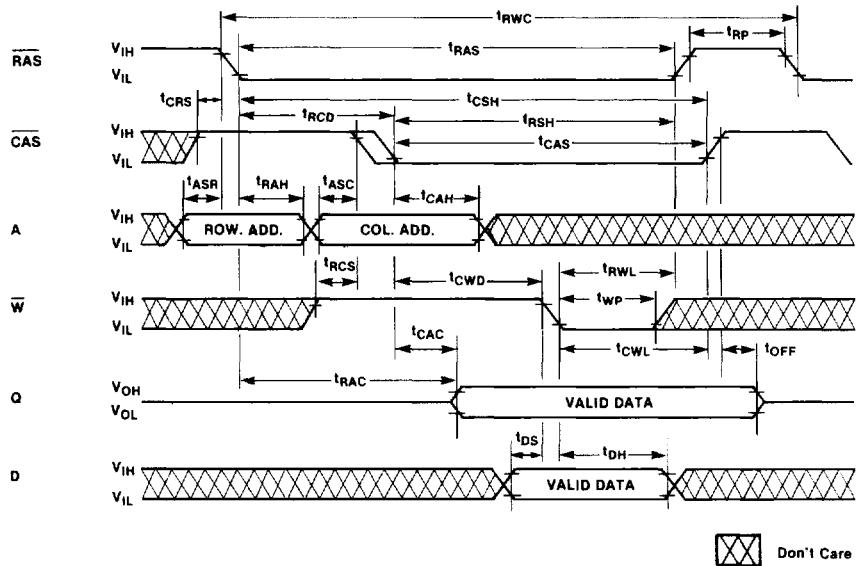 tRWC
tRP
RAS VIH tRAS
VIL
tCRS tCSH
tRCD tRSH
CAS VIH tCAS
VIL
tASR tRAH tASC tCAH
A VIH ROW. ADD. COL. ADD.
VIL
tRCS tCWD tRWL
W VIH tWP
VIL
tCAC tCWL tOFF
tRAC
Q VOH VALID DATA
VOL
tDS tDH
D VIH VALID DATA
VIL
Don't Care